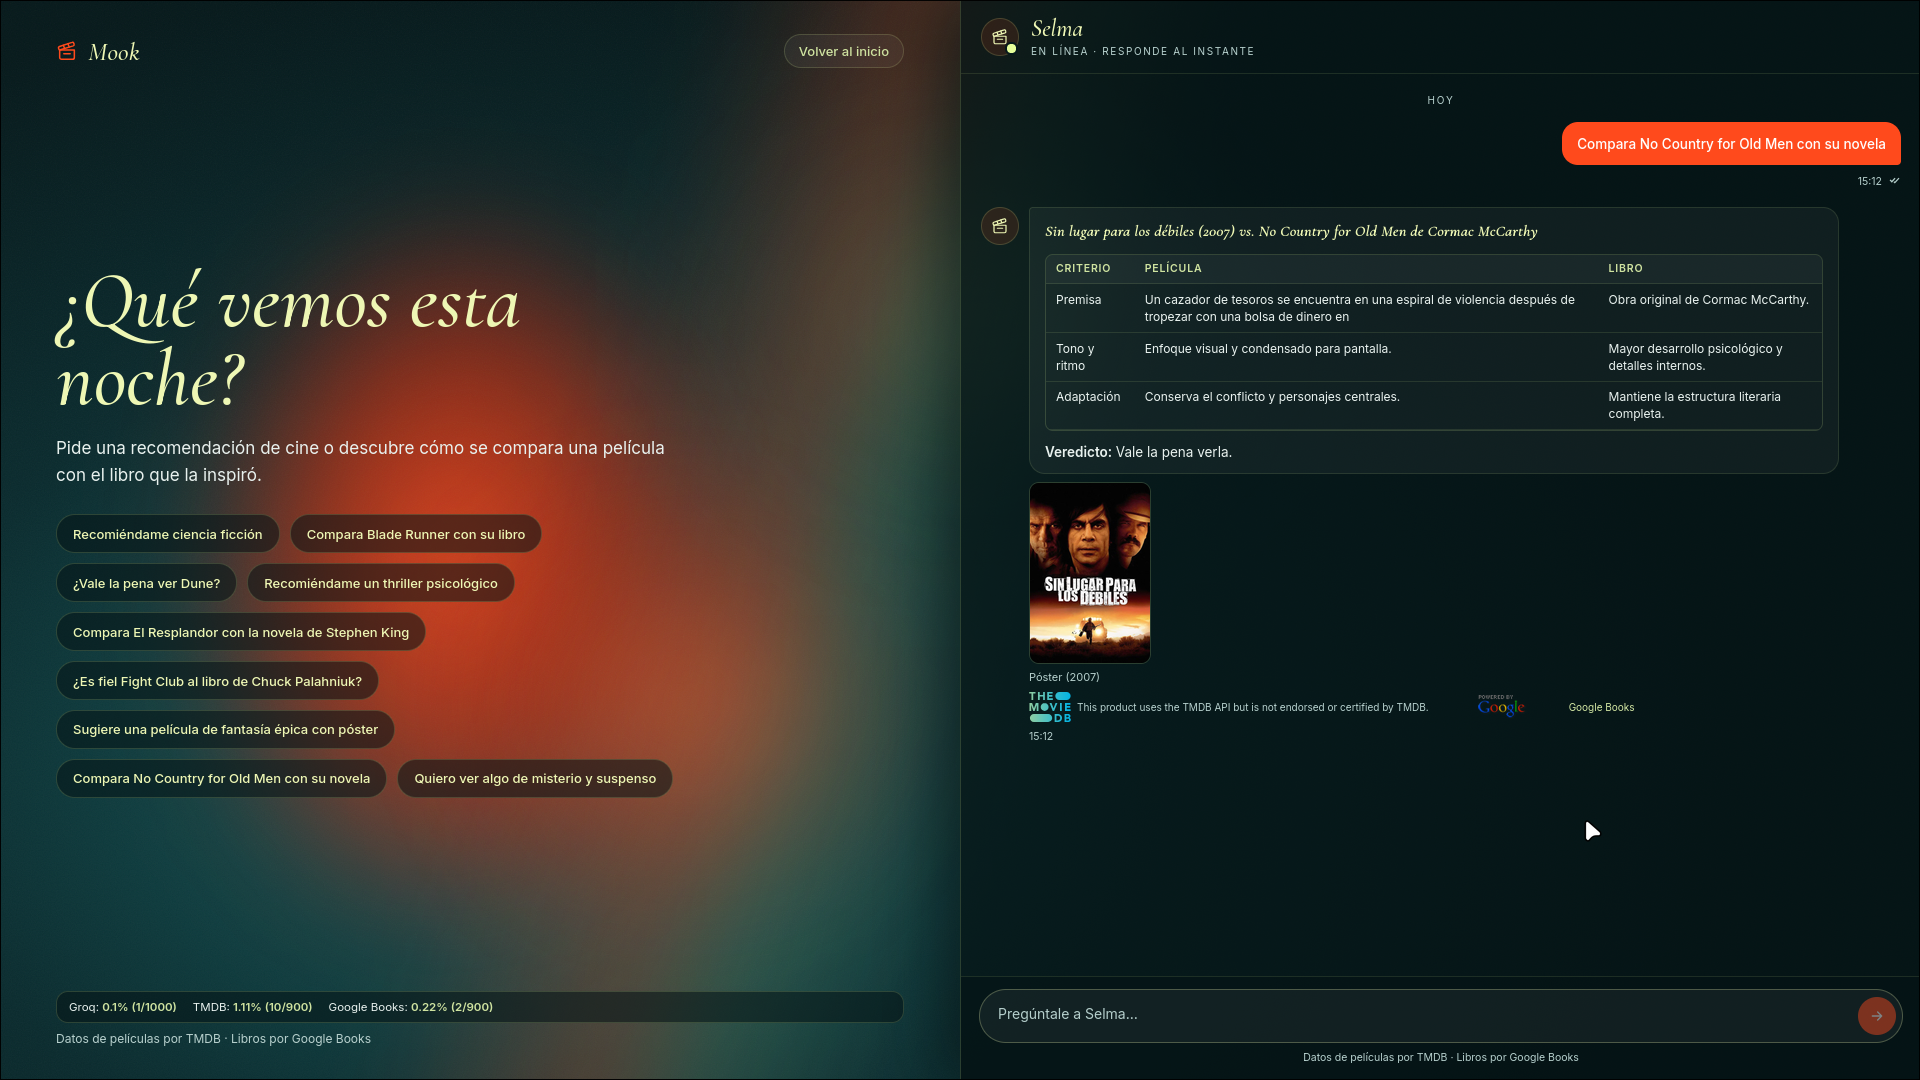 Mook
Volver al inicio
¿Qué vemos esta
noche?
Pide una recomendación de cine o descubre cómo se compara una película
con el libro que la inspiró.
Recomiéndame ciencia ficción
Compara Blade Runner con su libro
¿Vale la pena ver Dune?
Recomiéndame un thriller psicológico
Compara El Resplandor con la novela de Stephen King
¿Es fiel Fight Club al libro de Chuck Palahniuk?
Sugiere una película de fantasía épica con póster
Compara No Country for Old Men con su novela
Quiero ver algo de misterio y suspenso
Groq: 0.1% (1/1000) TMDB: 1.11% (10/900) Google Books: 0.22% (2/900)
Datos de películas por TMDB · Libros por Google Books
Selma
EN LÍNEA · RESPONDE AL INSTANTE
HOY
Compara No Country for Old Men con su novela
15:12
Sin lugar para los débiles (2007) vs. No Country for Old Men de Cormac McCarthy
CRITERIO PELÍCULA LIBRO
Premisa
Un cazador de tesoros se encuentra en una espiral de violencia después de
tropezar con una bolsa de dinero en
Obra original de Cormac McCarthy.
Tono y
ritmo
Enfoque visual y condensado para pantalla.
Mayor desarrollo psicológico y
detalles internos.
Adaptación
Conserva el conflicto y personajes centrales.
Mantiene la estructura literaria
completa.
Veredicto: Vale la pena verla.
SIN LUGAR PARA
LOS DÉBILES
Póster (2007)
THE
MOVIE
DB
This product uses the TMDB API but is not endorsed or certified by TMDB.
POWERED BY
Google
Google Books
15:12
Pregúntale a Selma...
Datos de películas por TMDB · Libros por Google Books